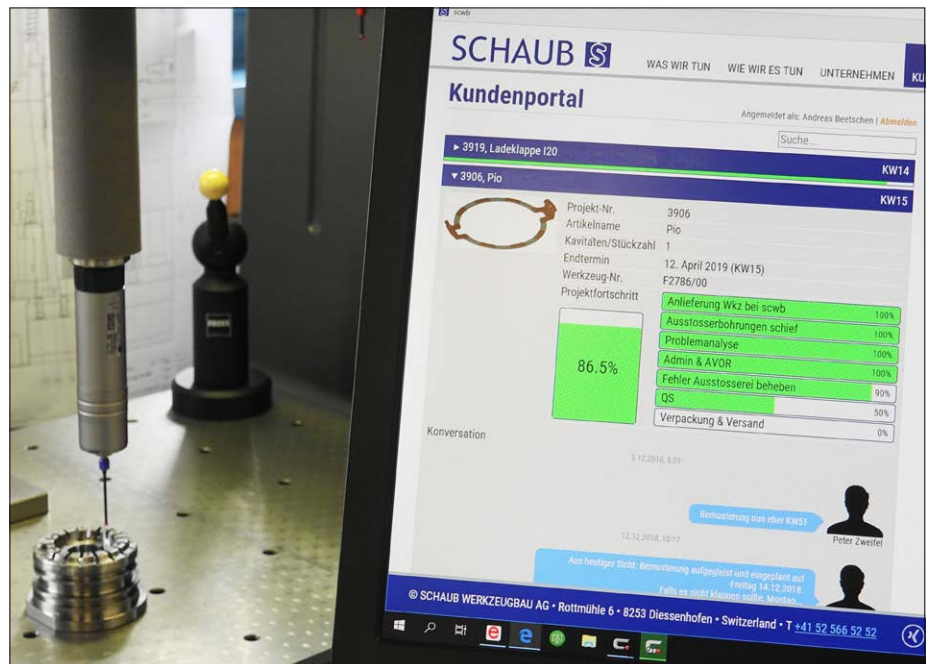 scwb
SCHAUB S
WAS WIR TUN WIE WIR ES TUN UNTERNEHMEN KU
Kundenportal
Angemeldet als: Andreas Beetschen | Abmelden
Suche...
▸ 3919, Ladeklappe I20 KW14
▾ 3906, Pio KW15
Projekt-Nr. 3906
Artikelname Pio
Kavitäten/Stückzahl 1
Endtermin 12. April 2019 (KW15)
Werkzeug-Nr. F2786/00
Projektfortschritt
86.5%
Anlieferung Wkz bei scwb 100%
Ausstosserbohrungen schief 100%
Problemanalyse 100%
Admin & AVOR 100%
Fehler Ausstosserei beheben 90%
QS 50%
Verpackung & Versand 0%
Konversation
5.12.2018, 8:31
Bemusterung nun eher KW51
Peter Zweifel
12.12.2018, 10:17
Aus heutiger Sicht: Bemusterung aufgegleist und eingeplant auf
Freitag 14.12.2018.
Falls es nicht klappen sollte, Montag
© SCHAUB WERKZEUGBAU AG • Rottmühle 6 • 8253 Diessenhofen • Switzerland • T +41 52 566 52 52
ZEISS